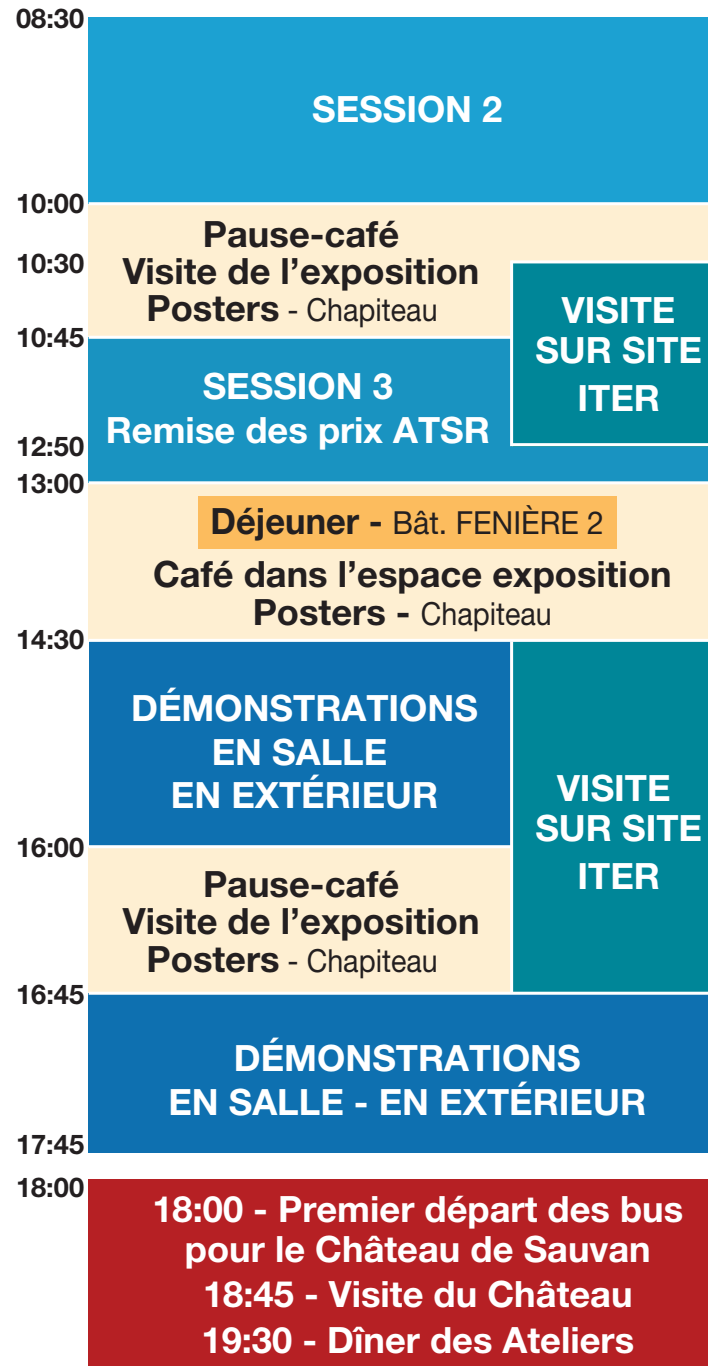 08:30
SESSION 2
10:00
Pause-café
10:30
Visite de l'exposition
Posters - Chapiteau
VISITE
SUR SITE
ITER
10:45
SESSION 3
Remise des prix ATSR
12:50
13:00
Déjeuner - Bât. FENIÈRE 2
Café dans l'espace exposition
Posters - Chapiteau
14:30
DÉMONSTRATIONS
EN SALLE
EN EXTÉRIEUR
VISITE
SUR SITE
ITER
16:00
Pause-café
Visite de l'exposition
Posters - Chapiteau
16:45
DÉMONSTRATIONS
EN SALLE - EN EXTÉRIEUR
17:45
18:00
18:00 - Premier départ des bus
pour le Château de Sauvan
18:45 - Visite du Château
19:30 - Dîner des Ateliers